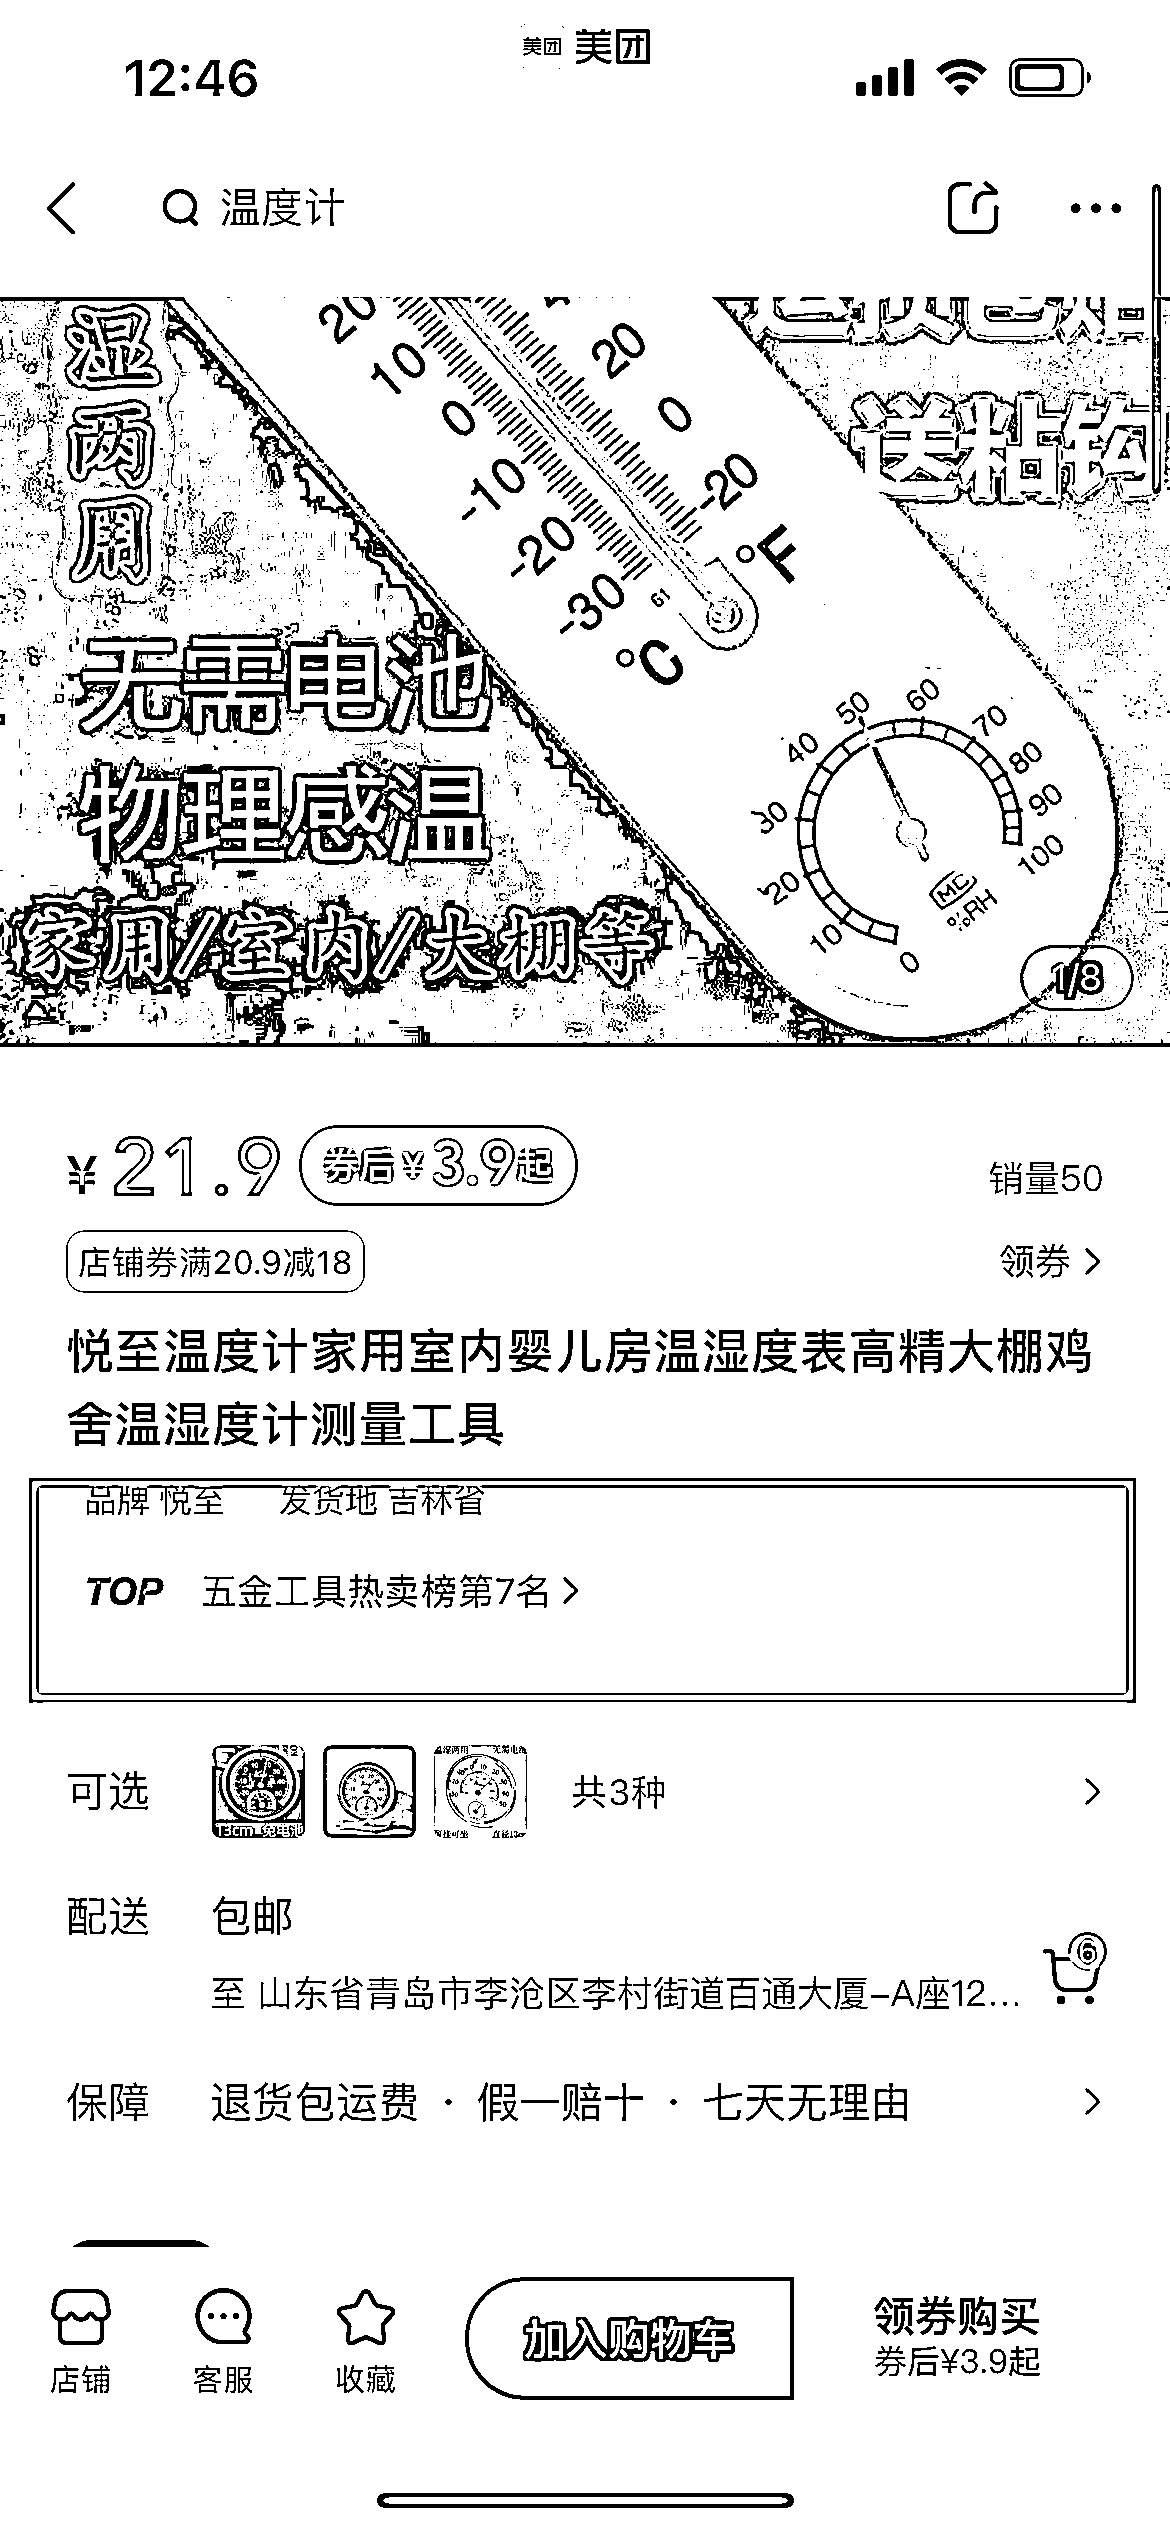 美团 美团
12:46
温度计
湿两用
20 10 0 -10 -20 -30 °C
20 0 -20 °F
61
送粘钩
无需电池
物理感温
家用/室内/大棚等
0 10 20 30 40 50 60 70 80 90 100
MC
%RH
1/8
¥21.9 券后¥3.9起
销量50
店铺券满20.9减18
领券
悦至温度计家用室内婴儿房温湿度表高精大棚鸡
舍温湿度计测量工具
品牌 悦至 发货地 吉林省
TOP 五金工具热卖榜第7名
可选
13cm
共3种
配送 包邮
至 山东省青岛市李沧区李村街道百通大厦-A座12...
6
保障 退货包运费 · 假一赔十 · 七天无理由
店铺 客服 收藏
加入购物车
领券购买
券后¥3.9起